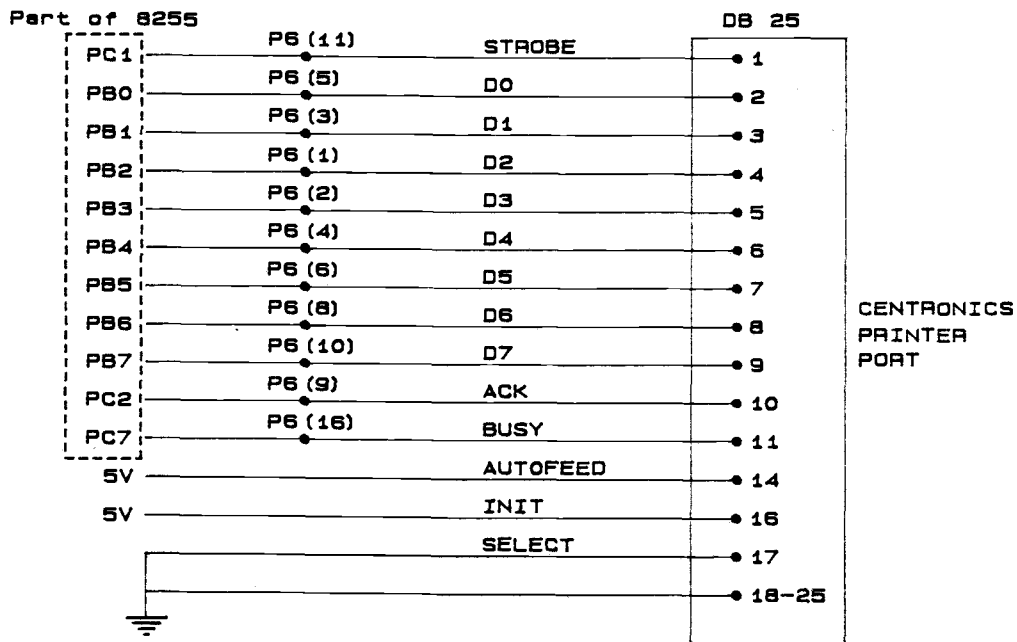 Part of 8255 DB 25
PC1 P6 (11) STROBE 1
PB0 P6 (5) D0 2
PB1 P6 (3) D1 3
PB2 P6 (1) D2 4
PB3 P6 (2) D3 5
PB4 P6 (4) D4 6
PB5 P6 (6) D5 7
PB6 P6 (8) D6 8
PB7 P6 (10) D7 9
PC2 P6 (9) ACK 10
PC7 P6 (16) BUSY 11
5V AUTOFEED 14
5V INIT 16
SELECT 17
18-25
CENTRONICS
PRINTER
PORT